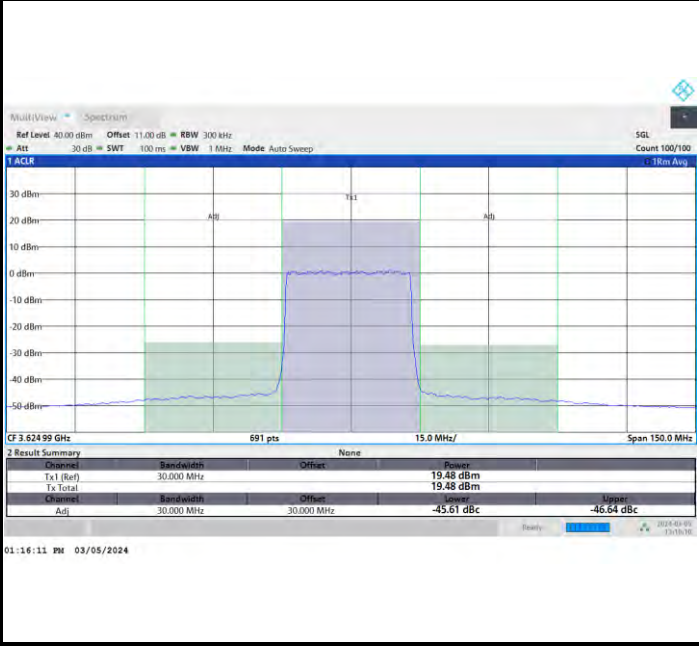 MultiView Spectrum
Ref Level 40.00 dBm Offset 11.00 dB RBW 300 kHz SGL
Att 30 dB SWT 100 ms VBW 1 MHz Mode Auto Sweep Count 100/100
1 ACLR 1Rm Avg
30 dBm
Tx1
20 dBm Adj Adj
10 dBm
0 dBm
-10 dBm
-20 dBm
-30 dBm
-40 dBm
-50 dBm
CF 3.624 99 GHz 691 pts 15.0 MHz/ Span 150.0 MHz
2 Result Summary None
Channel Bandwidth Offset Power
Tx1 (Ref) 30.000 MHz 19.48 dBm
Tx Total 19.48 dBm
Channel Bandwidth Offset Lower Upper
Adj 30.000 MHz 30.000 MHz -45.61 dBc -46.64 dBc
Ready 2024-03-05
01:16:11 PM 03/05/2024